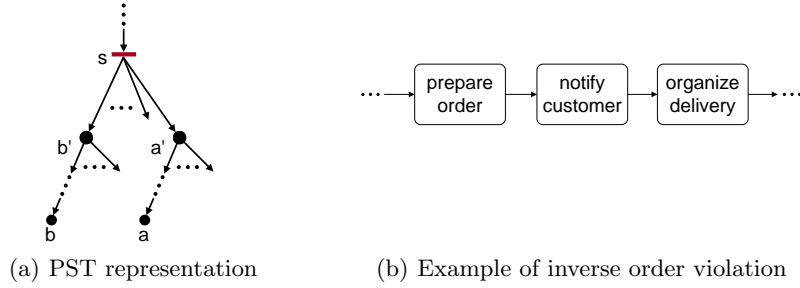 s
b'
a'
b
a
prepare
order
notify
customer
organize
delivery
(a) PST representation
(b) Example of inverse order violation